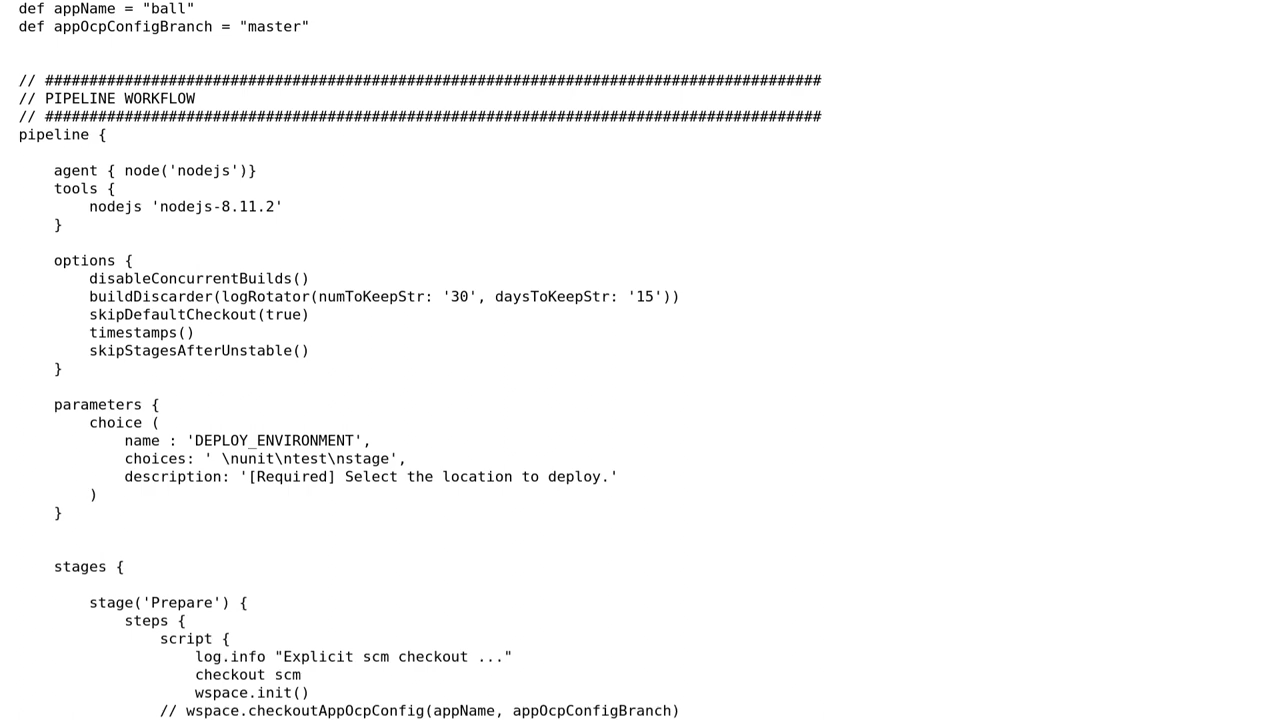 def appName = "ball"
def appOcpConfigBranch = "master"
// ########################################################################################
// PIPELINE WORKFLOW
// ########################################################################################
pipeline {
    agent { node('nodejs')}
    tools {
        nodejs 'nodejs-8.11.2'
    }
    options {
        disableConcurrentBuilds()
        buildDiscarder(logRotator(numToKeepStr: '30', daysToKeepStr: '15'))
        skipDefaultCheckout(true)
        timestamps()
        skipStagesAfterUnstable()
    }
    parameters {
        choice (
            name : 'DEPLOY_ENVIRONMENT',
            choices: ' \nunit\ntest\nstage',
            description: '[Required] Select the location to deploy.'
        )
    }
    stages {
        stage('Prepare') {
            steps {
                script {
                    log.info "Explicit scm checkout ..."
                    checkout scm
                    wspace.init()
                // wspace.checkoutAppOcpConfig(appName, appOcpConfigBranch)